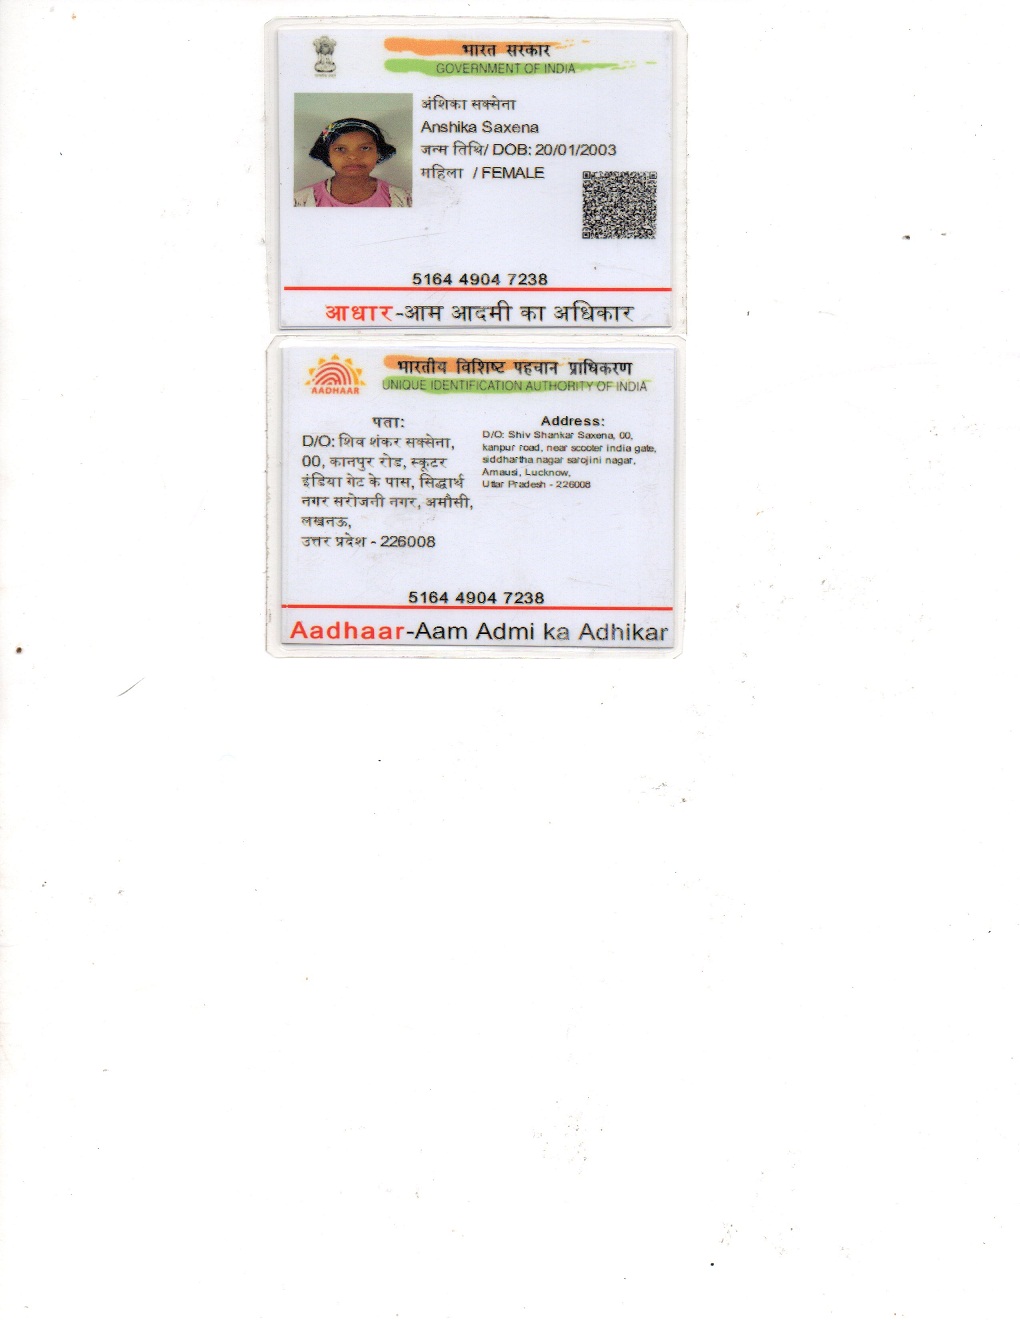 भारत सरकार
GOVERNMENT OF INDIA
अंशिका सक्सेना
Anshika Saxena
जन्म तिथि/ DOB: 20/01/2003
महिला / FEMALE
5164 4904 7238
आधार-आम आदमी का अधिकार
भारतीय विशिष्ट पहचान प्राधिकरण
UNIQUE IDENTIFICATION AUTHORITY OF INDIA
AADHAAR
पता:
D/O: शिव शंकर सक्सेना,
00, कानपुर रोड, स्कूटर
इंडिया गेट के पास, सिद्धार्थ
नगर सरोजनी नगर, अमौसी,
लखनऊ,
उत्तर प्रदेश - 226008
Address:
D/O: Shiv Shankar Saxena, 00,
kanpur road, near scooter india gate,
siddhartha nagar sarojini nagar,
Amausi, Lucknow,
Uttar Pradesh - 226008
5164 4904 7238
Aadhaar-Aam Admi ka Adhikar